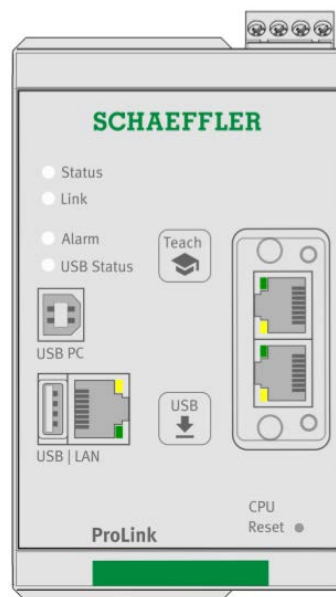 SCHAEFFLER
Status
Link
Alarm
USB Status
Teach
USB PC
USB
USB | LAN
CPU
Reset
ProLink